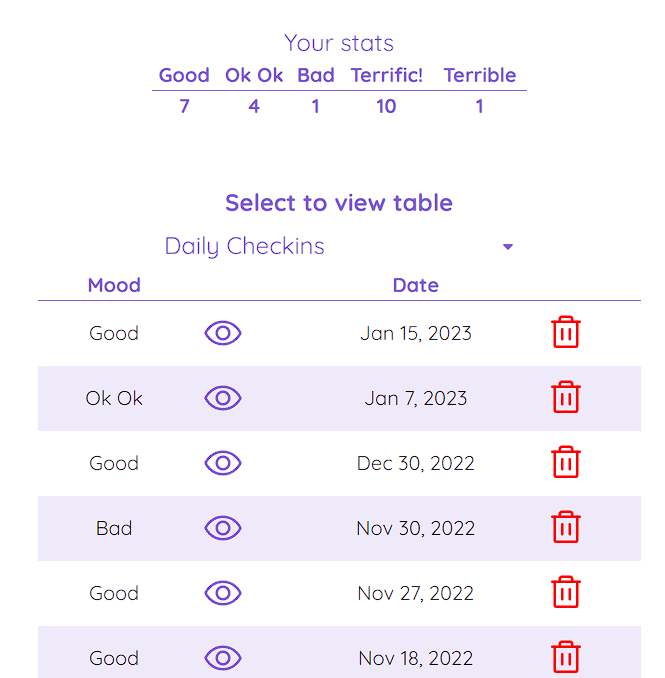 Your stats
Good Ok Ok Bad Terrific! Terrible
7 4 1 10 1
Select to view table
Daily Checkins
Mood Date
Good Jan 15, 2023
Ok Ok Jan 7, 2023
Good Dec 30, 2022
Bad Nov 30, 2022
Good Nov 27, 2022
Good Nov 18, 2022